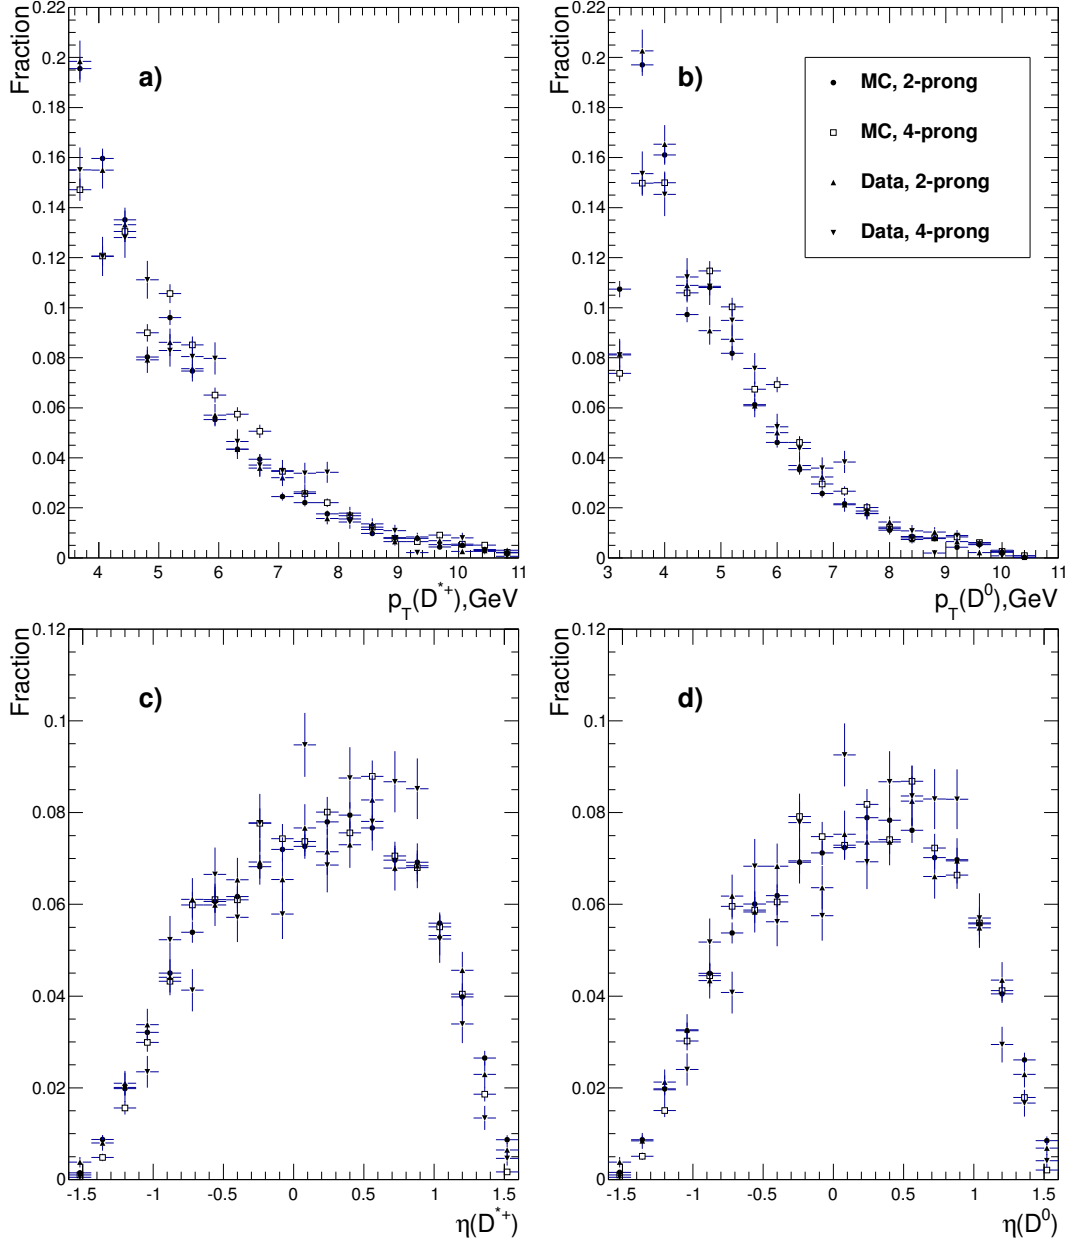 Fraction
a)
0.22
0.2
0.18
0.16
0.14
0.12
0.1
0.08
0.06
0.04
0.02
0
4 5 6 7 8 9 10 11
p_T(D*+),GeV
Fraction
b)
MC, 2-prong
MC, 4-prong
Data, 2-prong
Data, 4-prong
0.22
0.2
0.18
0.16
0.14
0.12
0.1
0.08
0.06
0.04
0.02
0
3 4 5 6 7 8 9 10 11
p_T(D^0),GeV
Fraction
c)
0.12
0.1
0.08
0.06
0.04
0.02
0
-1.5 -1 -0.5 0 0.5 1 1.5
η(D*+)
Fraction
d)
0.12
0.1
0.08
0.06
0.04
0.02
0
-1.5 -1 -0.5 0 0.5 1 1.5
η(D^0)